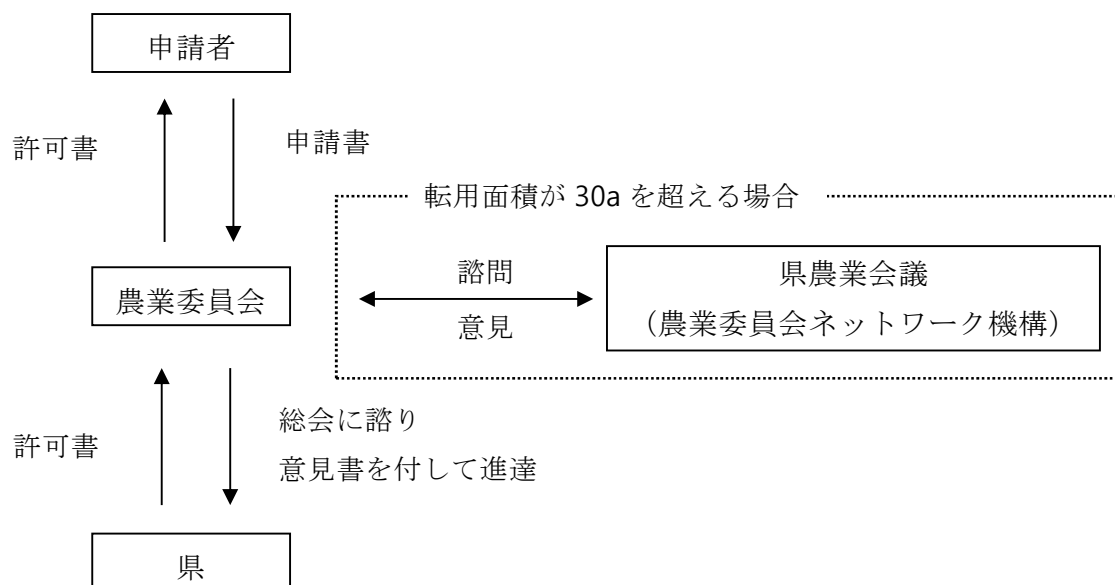 申請者
許可書
申請書
転用面積が 30a を超える場合
農業委員会
諮問
意見
県農業会議
（農業委員会ネットワーク機構）
許可書
総会に諮り
意見書を付して進達
県